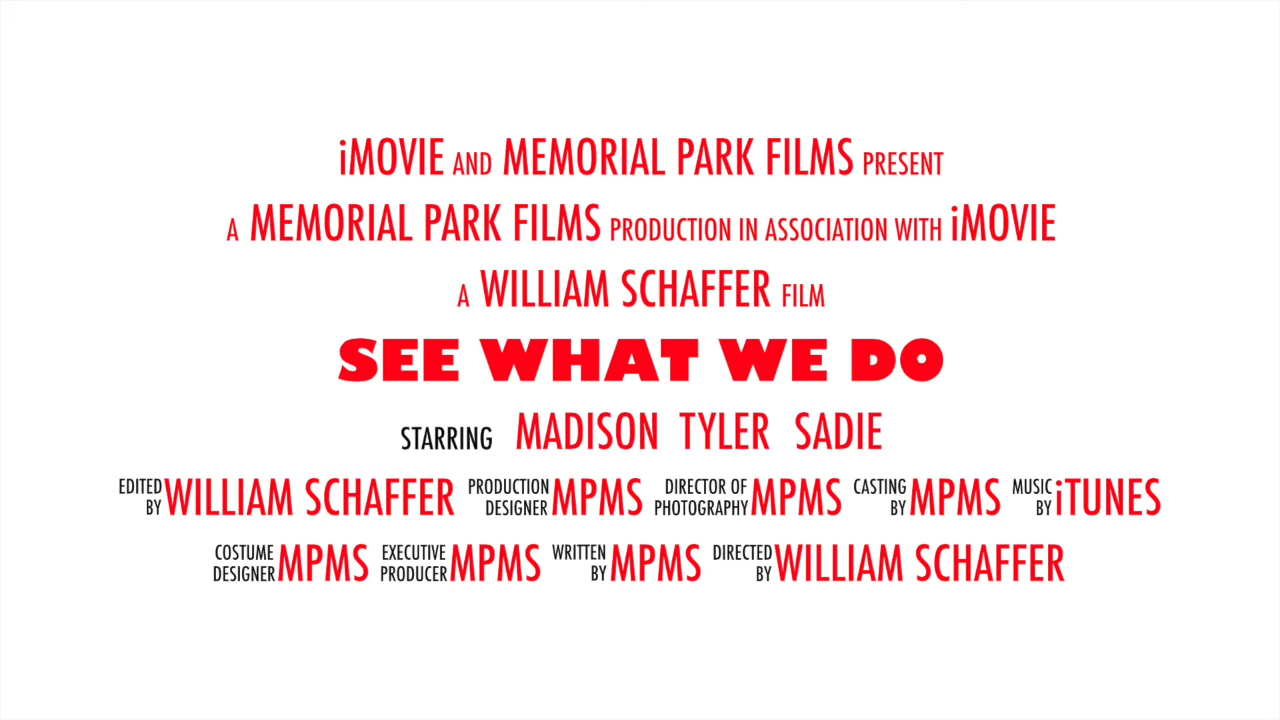 iMOVIE AND MEMORIAL PARK FILMS PRESENT
A MEMORIAL PARK FILMS PRODUCTION IN ASSOCIATION WITH iMOVIE
A WILLIAM SCHAFFER FILM
SEE WHAT WE DO
STARRING MADISON TYLER SADIE
EDITED BY WILLIAM SCHAFFER PRODUCTION DESIGNER MPMS DIRECTOR OF PHOTOGRAPHY MPMS CASTING BY MPMS MUSIC BY iTUNES
COSTUME DESIGNER MPMS EXECUTIVE PRODUCER MPMS WRITTEN BY MPMS DIRECTED BY WILLIAM SCHAFFER